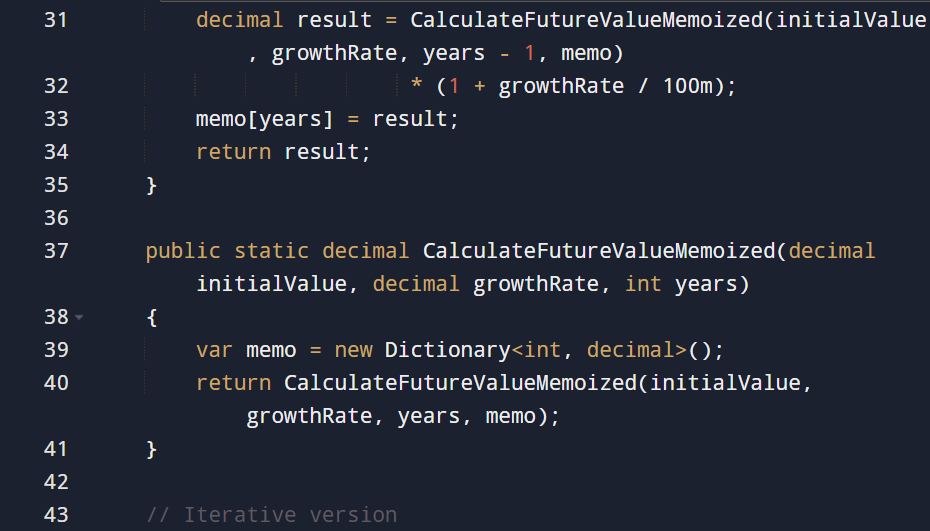 31 decimal result = CalculateFutureValueMemoized(initialValue
, growthRate, years - 1, memo)
32 * (1 + growthRate / 100m);
33 memo[years] = result;
34 return result;
35 }
36
37 public static decimal CalculateFutureValueMemoized(decimal
initialValue, decimal growthRate, int years)
38 {
39 var memo = new Dictionary<int, decimal>();
40 return CalculateFutureValueMemoized(initialValue,
growthRate, years, memo);
41 }
42
43 // Iterative version